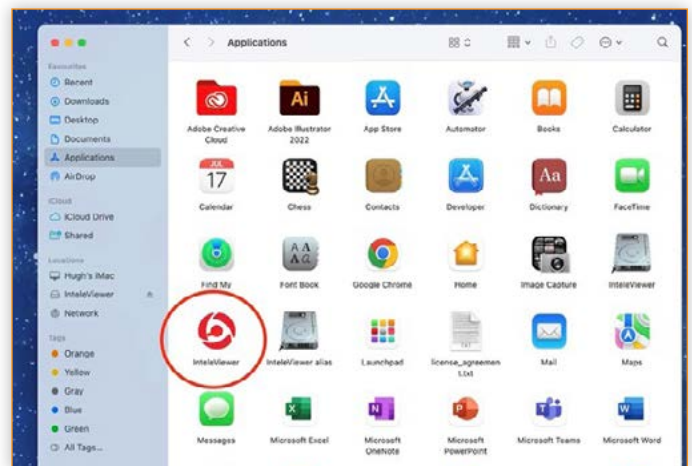 Applications
Favourites
Recent
Downloads
Desktop
Documents
Applications
AirDrop
iCloud
iCloud Drive
Shared
Locations
Hugh's iMac
InteleViewer
Network
Tags
Orange
Yellow
Gray
Blue
Green
All Tags...
Adobe Creative
Cloud
Ai
Adobe Illustrator
2022
App Store
Automator
Books
Calculator
JUL
17
Calendar
Chess
Contacts
Developer
Aa
Dictionary
FaceTime
Find My
Font Book
Google Chrome
Home
Image Capture
InteleViewer
InteleViewer
InteleViewer alias
Launchpad
TXT
license_agreemen
t.txt
Mail
Maps
Messages
X
Microsoft Excel
N
Microsoft
OneNote
P
Microsoft
PowerPoint
T
Microsoft Teams
W
Microsoft Word